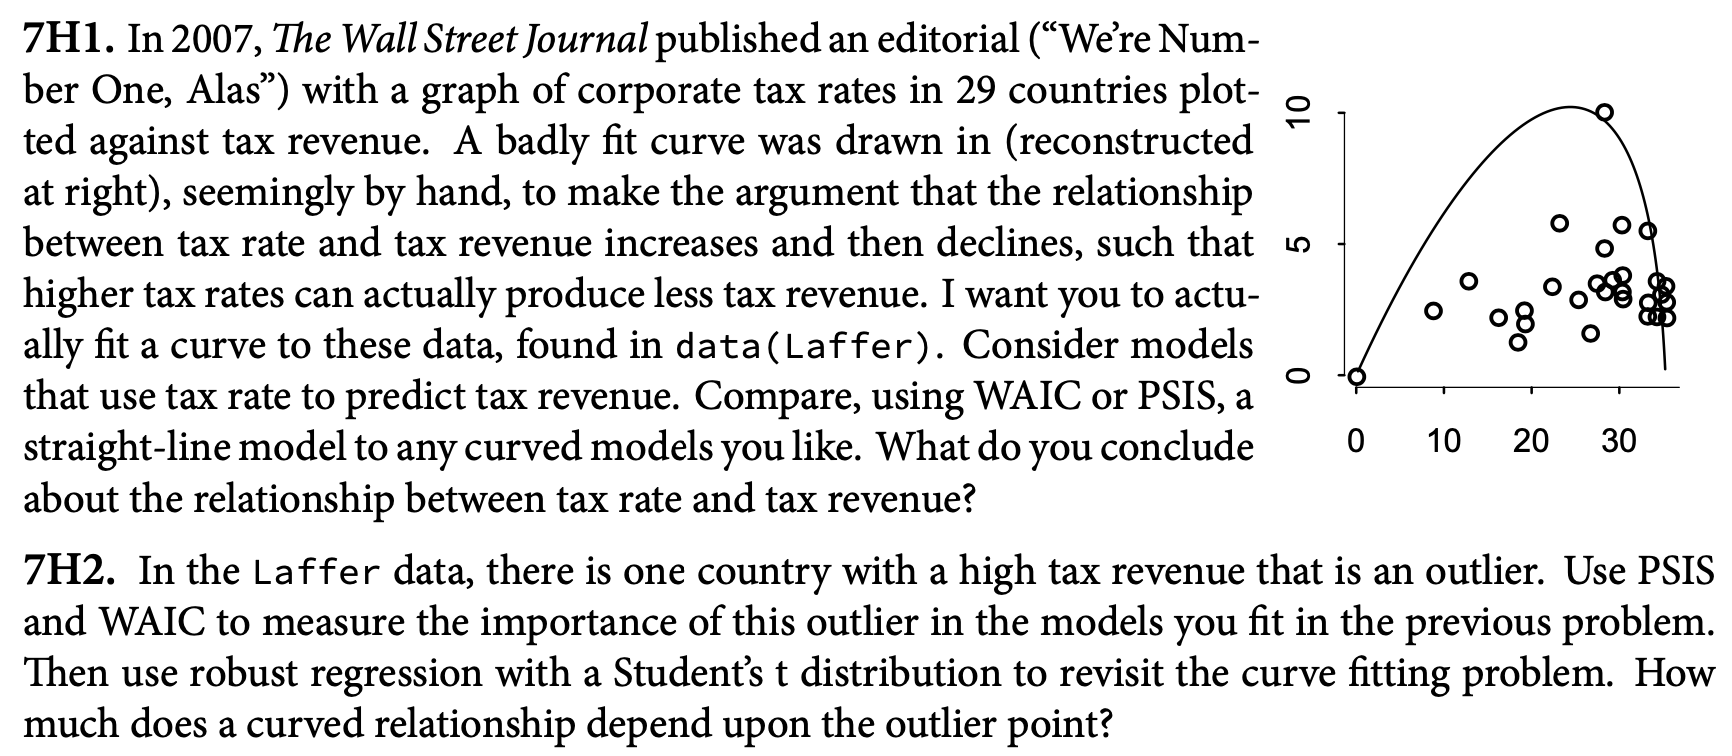 7H1. In 2007, The Wall Street Journal published an editorial (“We’re Num-
ber One, Alas”) with a graph of corporate tax rates in 29 countries plot-
ted against tax revenue. A badly fit curve was drawn in (reconstructed
at right), seemingly by hand, to make the argument that the relationship
between tax rate and tax revenue increases and then declines, such that
higher tax rates can actually produce less tax revenue. I want you to actu-
ally fit a curve to these data, found in data(Laffer). Consider models
that use tax rate to predict tax revenue. Compare, using WAIC or PSIS, a
straight-line model to any curved models you like. What do you conclude
about the relationship between tax rate and tax revenue?
10
5
0
0 10 20 30
7H2. In the Laffer data, there is one country with a high tax revenue that is an outlier. Use PSIS
and WAIC to measure the importance of this outlier in the models you fit in the previous problem.
Then use robust regression with a Student’s t distribution to revisit the curve fitting problem. How
much does a curved relationship depend upon the outlier point?